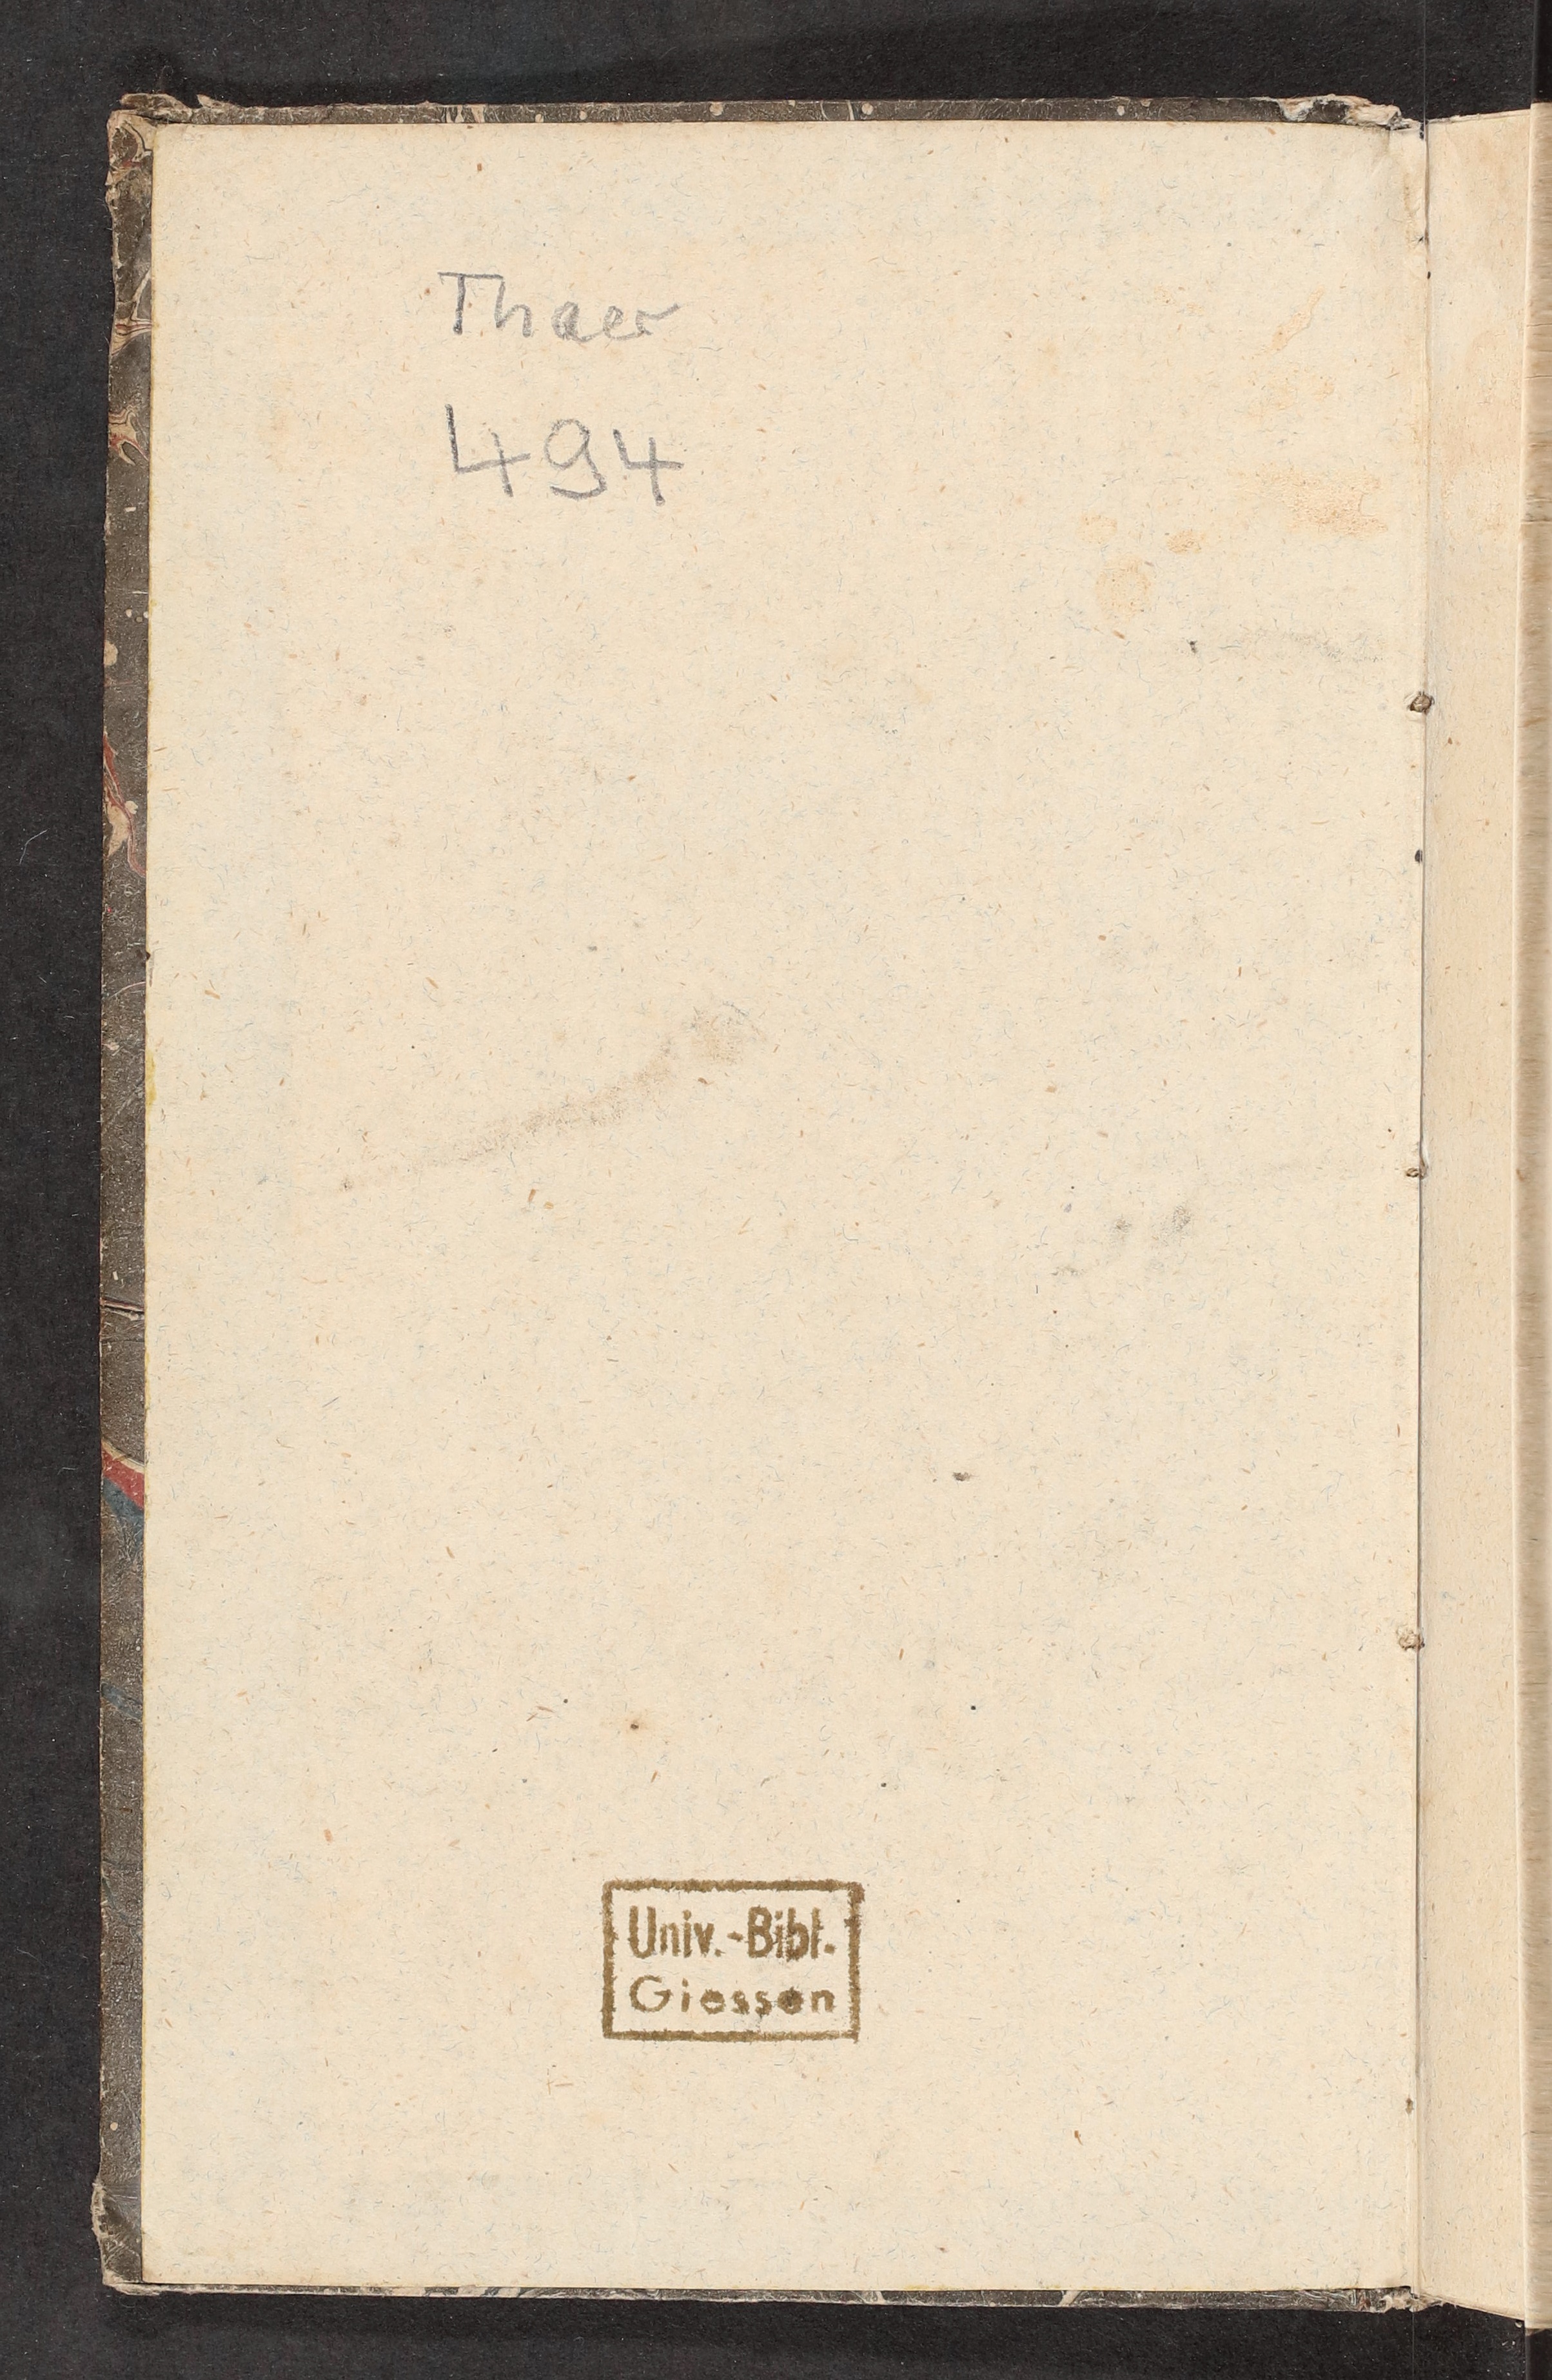 Thaer
494
Univ.-Bibl.
Giessen